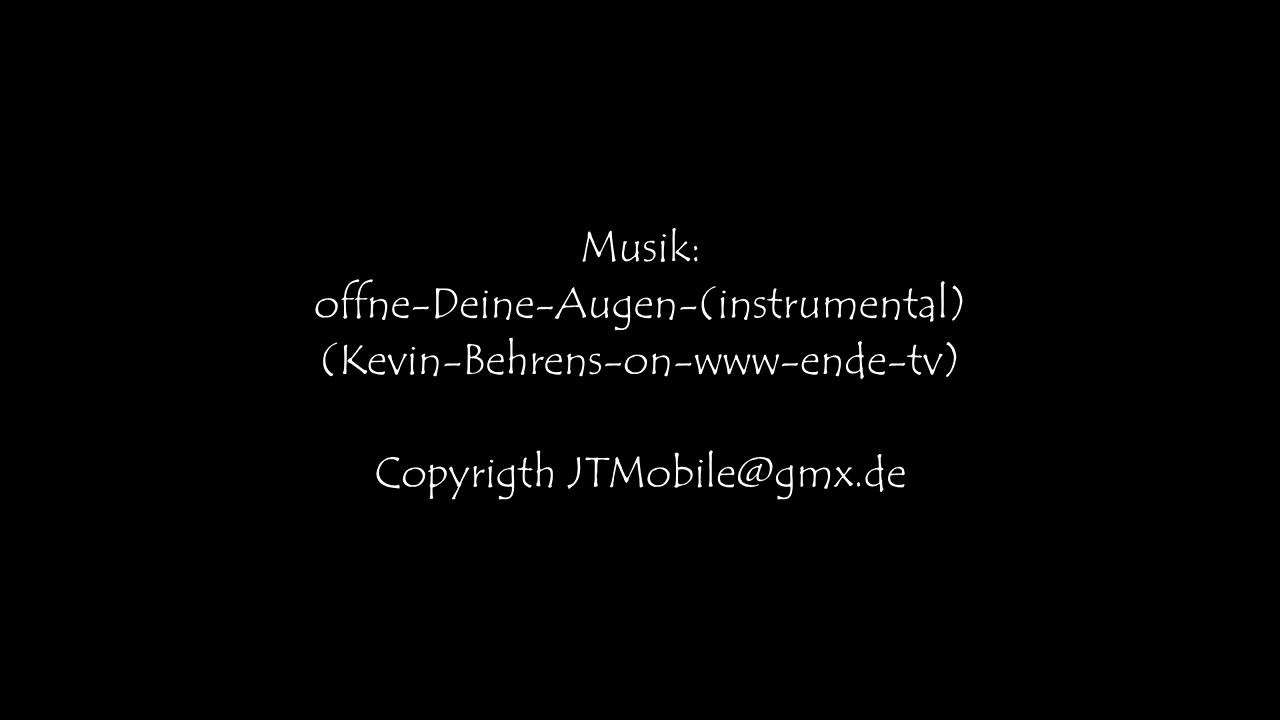 Musik:
offne-Deine-Augen-(instrumental)
(Kevin-Behrens-on-www-ende-tv)
Copyrigth JTMobile@gmx.de